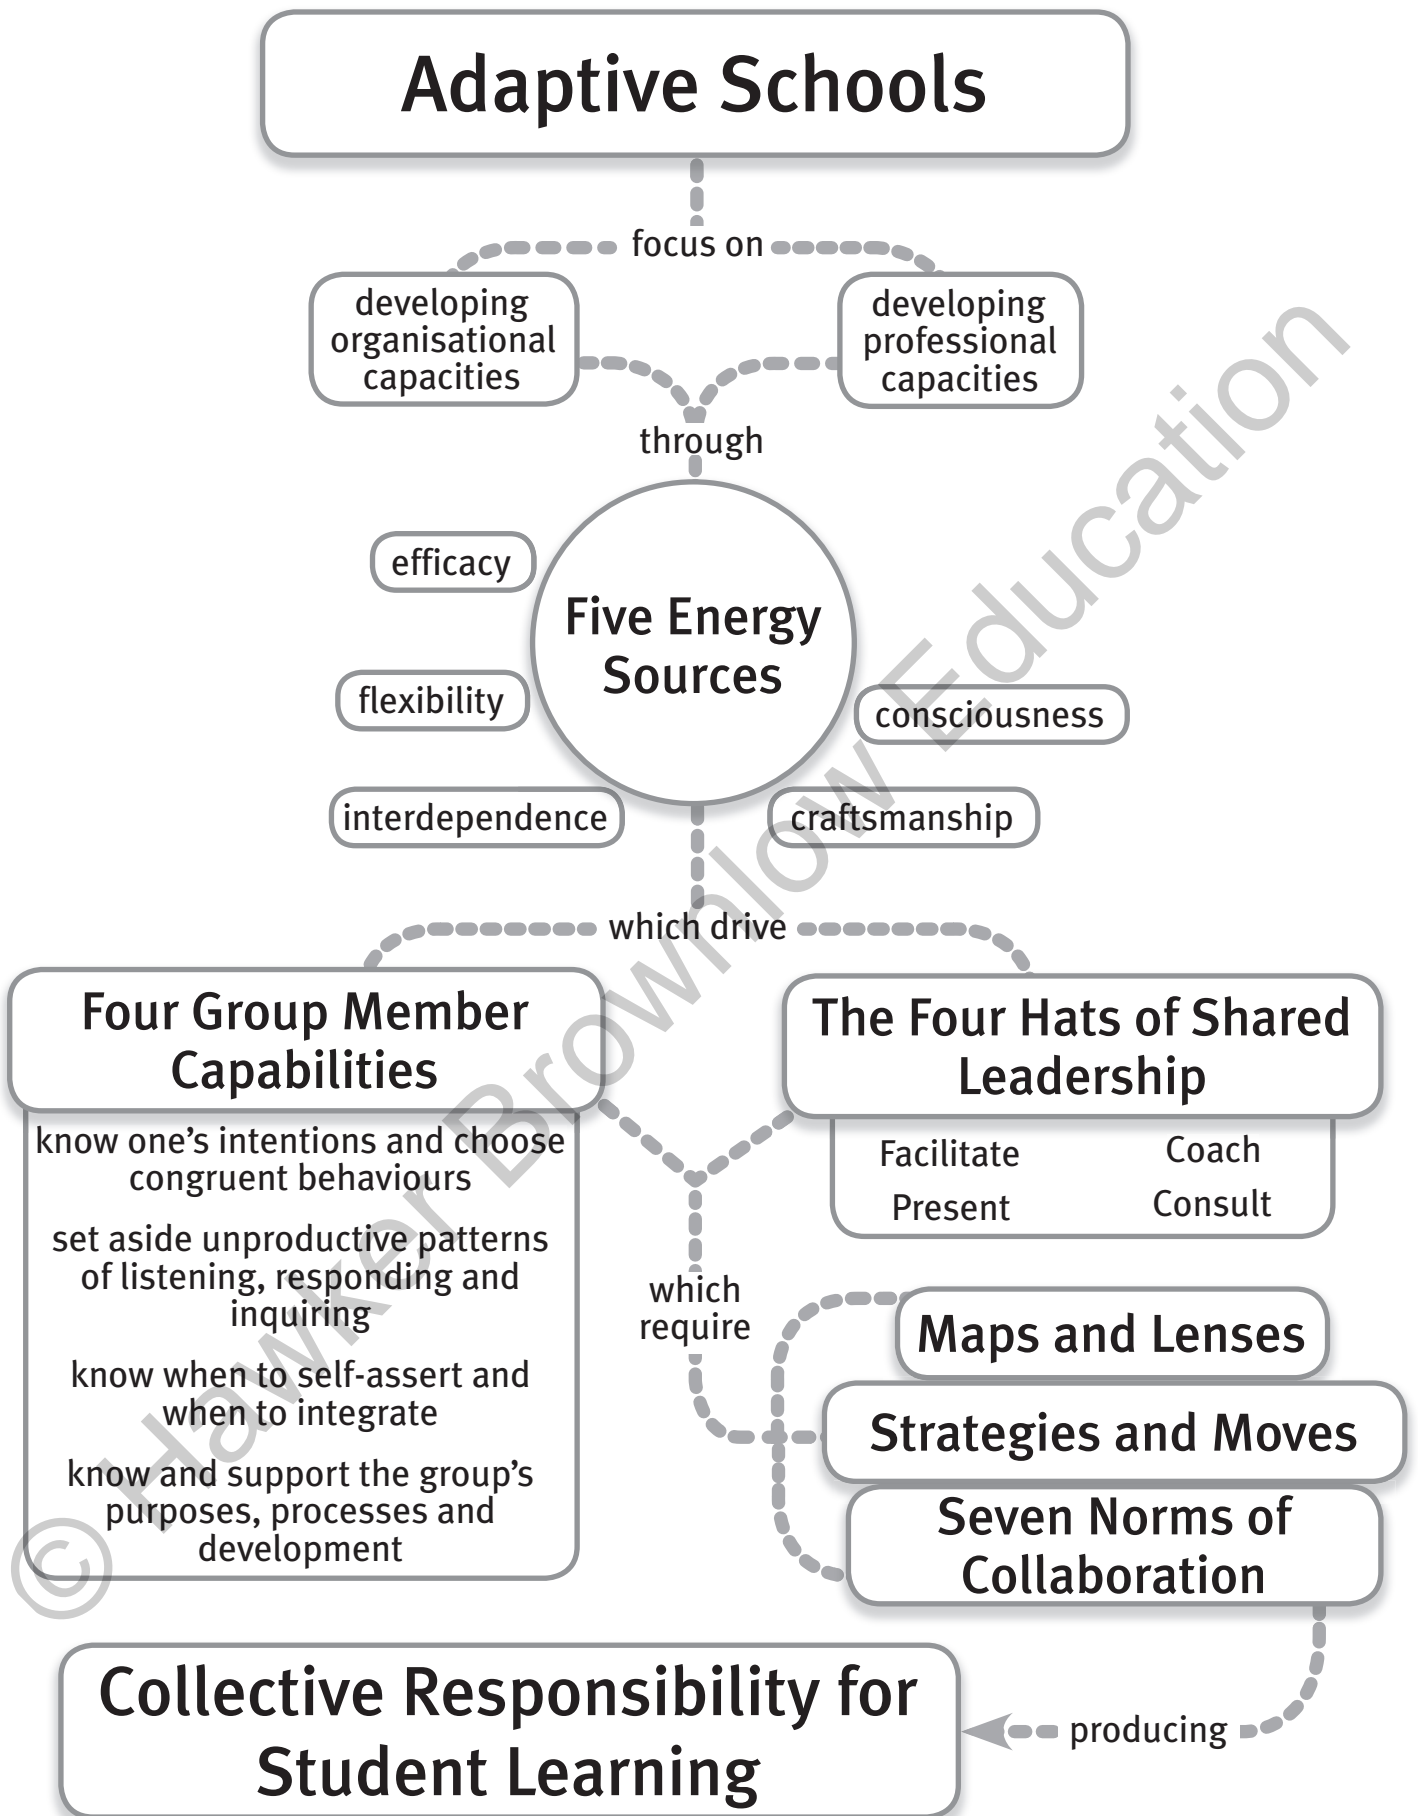 Adaptive Schools
focus on
developing
organisational
capacities
developing
professional
capacities
through
Five Energy
Sources
efficacy
flexibility
interdependence
consciousness
craftsmanship
which drive
Four Group Member
Capabilities
know one’s intentions and choose
congruent behaviours
set aside unproductive patterns
of listening, responding and
inquiring
know when to self-assert and
when to integrate
know and support the group’s
purposes, processes and
development
The Four Hats of Shared
Leadership
Facilitate
Coach
Present
Consult
which
require
Maps and Lenses
Strategies and Moves
Seven Norms of
Collaboration
producing
Collective Responsibility for
Student Learning
© Hawker Brownlow Education